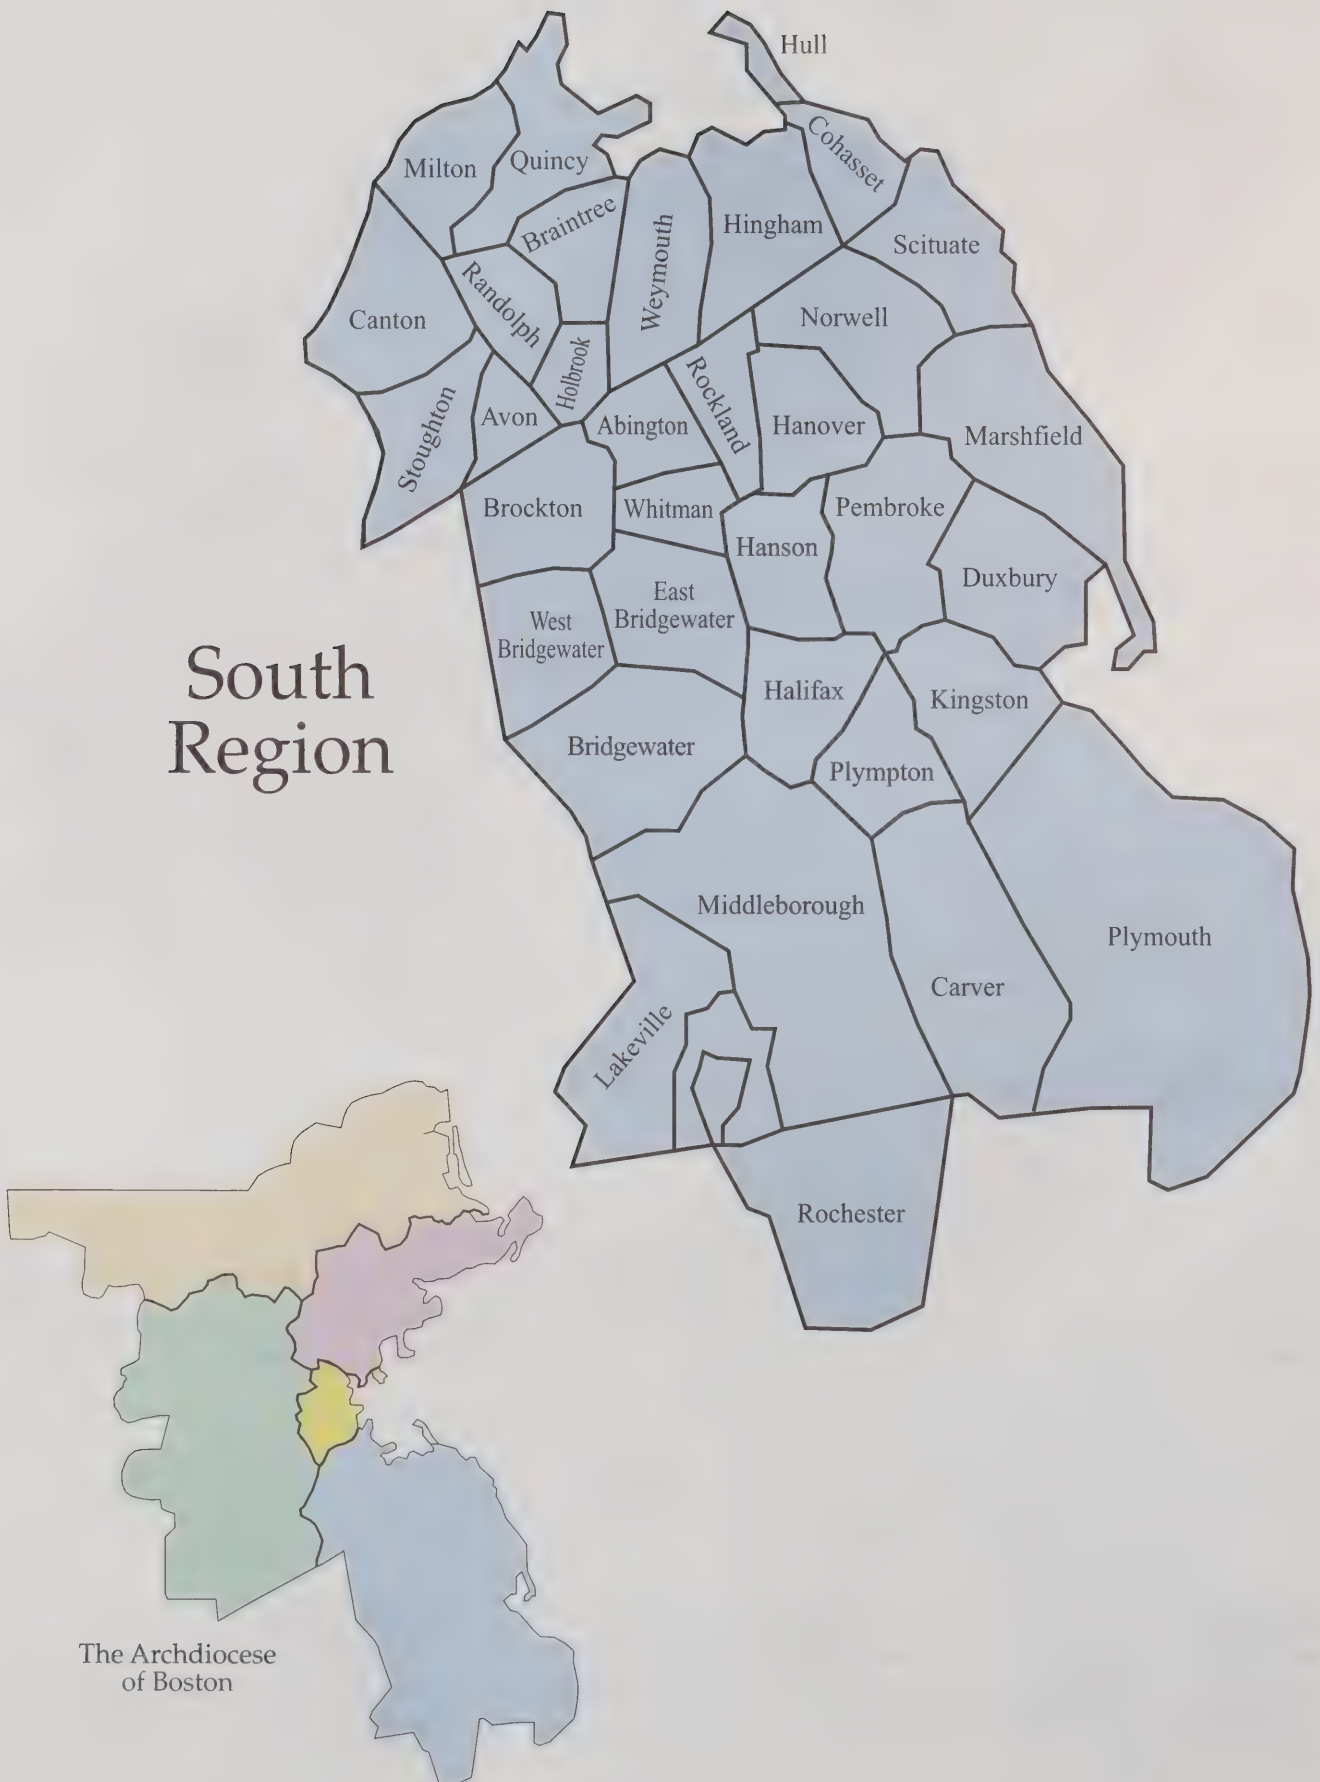 Hull
Cohasset
Milton
Quincy
Braintree
Weymouth
Hingham
Scituate
Canton
Randolph
Holbrook
Norwell
Stoughton
Avon
Abington
Rockland
Hanover
Marshfield
Brockton
Whitman
Hanson
Pembroke
Duxbury
West
Bridgewater
East
Bridgewater
South
Region
Halifax
Kingston
Bridgewater
Plympton
Middleborough
Plymouth
Carver
Lakeville
Rochester
The Archdiocese
of Boston